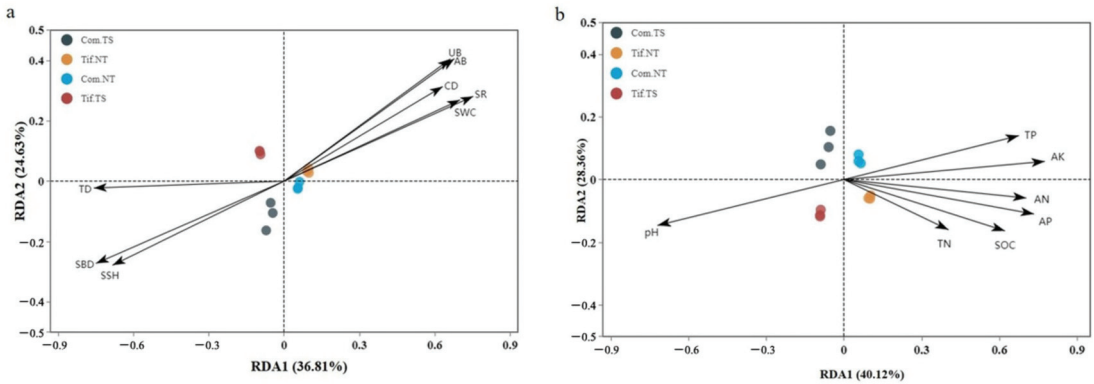 a
0.5
0.4
0.2
0
−0.2
−0.4
−0.5
RDA2 (24.63%)
Com.TS
Tif.NT
Com.NT
Tif.TS
UB
AB
CD
SR
SWC
TD
SBD
SSH
−0.9
−0.6
−0.3
0
0.3
0.6
0.9
RDA1 (36.81%)
b
0.5
0.4
0.2
0
−0.2
−0.4
−0.5
RDA2 (28.36%)
Com.TS
Tif.NT
Com.NT
Tif.TS
TP
AK
AN
AP
TN
SOC
pH
−0.9
−0.6
−0.3
0
0.3
0.6
0.9
RDA1 (40.12%)